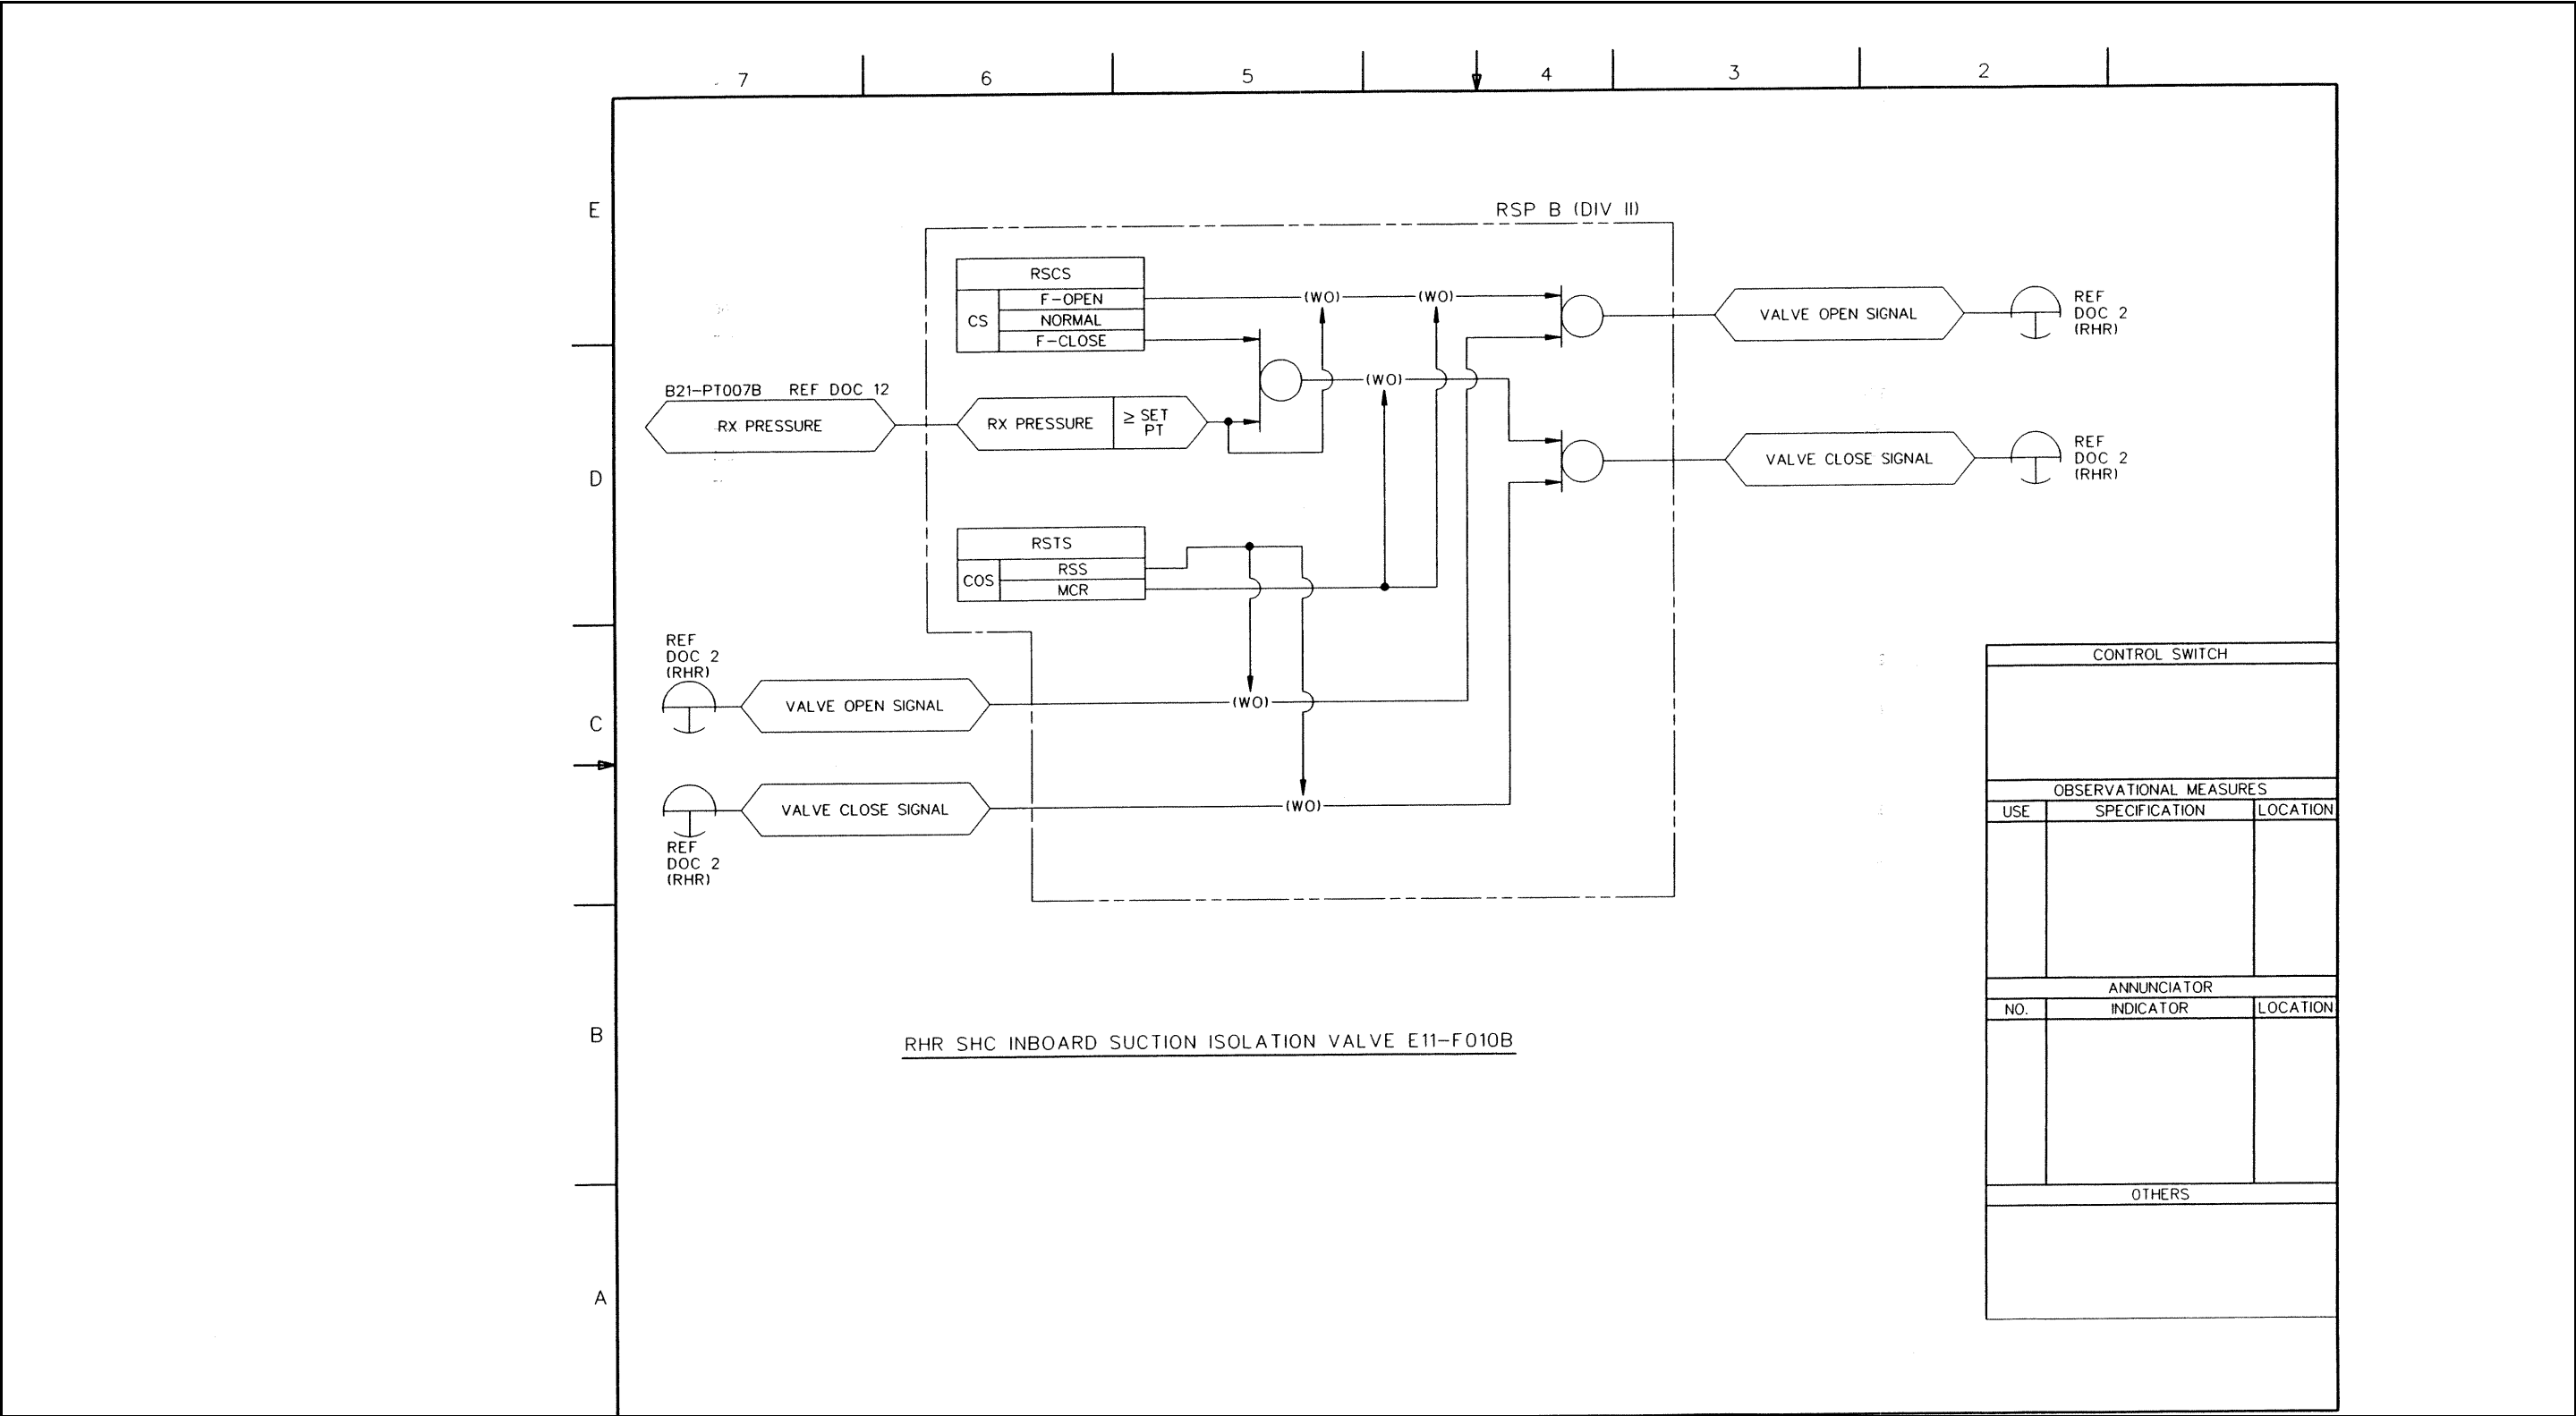 7 6 5 4 3 2
E
D
C
B
A
RSP B (DIV II)
RSCS
CS
F-OPEN
NORMAL
F-CLOSE
(WO)
(WO)
VALVE OPEN SIGNAL
REF
DOC 2
(RHR)
(WO)
B21-PT007B REF DOC 12
RX PRESSURE
RX PRESSURE
≥ SET
PT
VALVE CLOSE SIGNAL
REF
DOC 2
(RHR)
RSTS
COS
RSS
MCR
REF
DOC 2
(RHR)
VALVE OPEN SIGNAL
(WO)
VALVE CLOSE SIGNAL
(WO)
REF
DOC 2
(RHR)
RHR SHC INBOARD SUCTION ISOLATION VALVE E11-F010B
CONTROL SWITCH
OBSERVATIONAL MEASURES
USE SPECIFICATION LOCATION
ANNUNCIATOR
NO. INDICATOR LOCATION
OTHERS